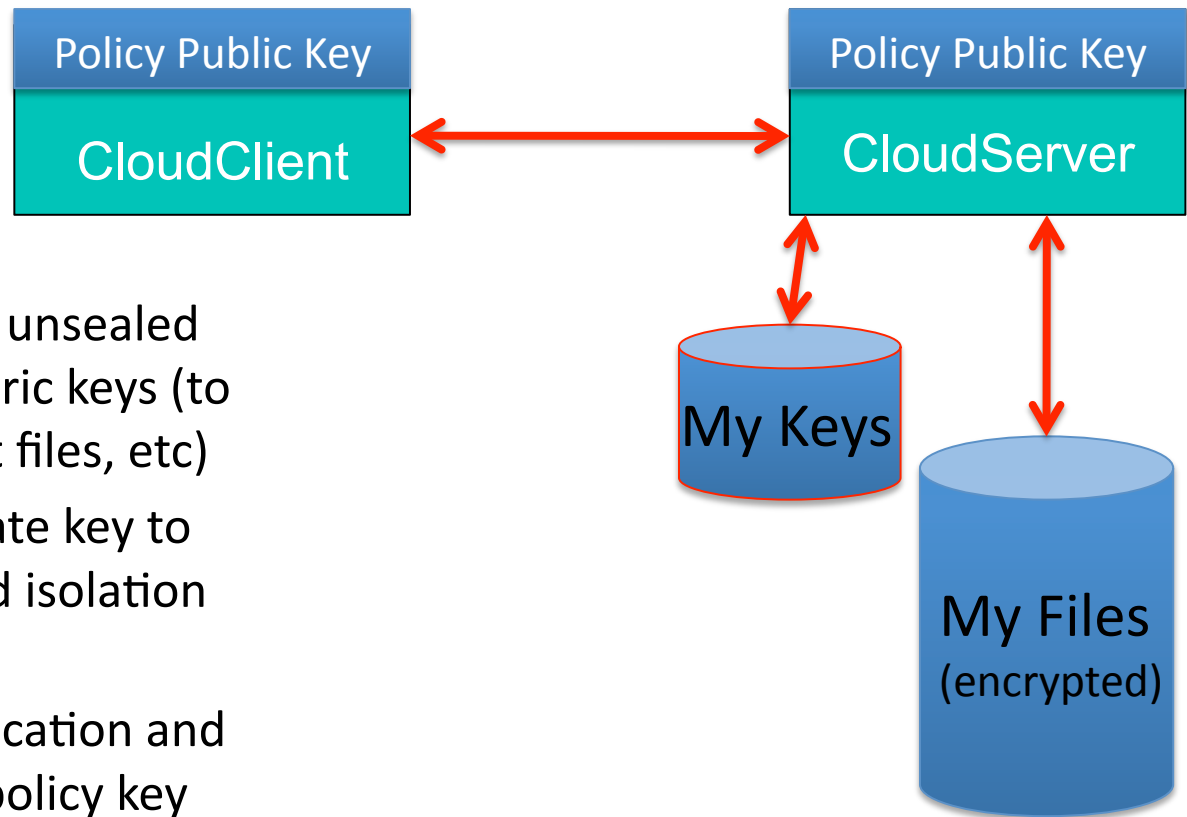 Policy Public Key
CloudClient
Policy Public Key
CloudServer
unsealed
ric keys (to
t files, etc)
ate key to
d isolation
cation and
policy key
My Keys
My Files
(encrypted)